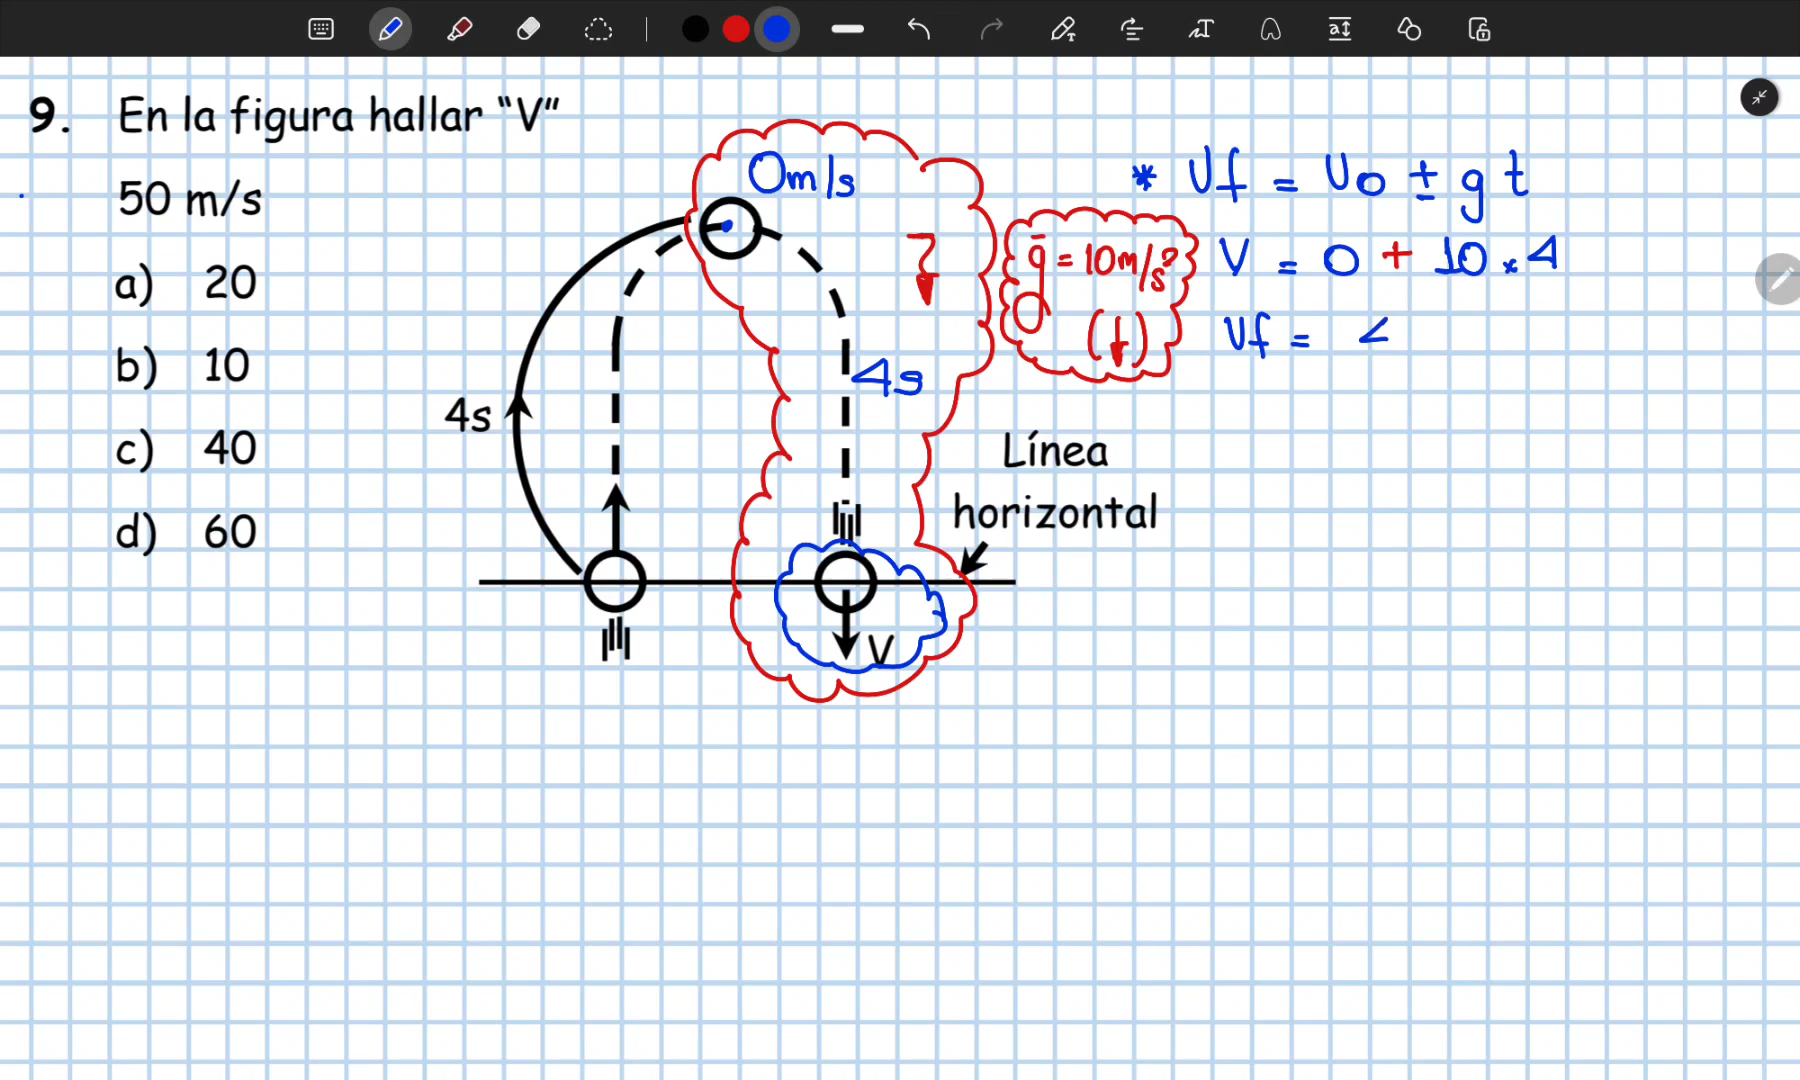 9. En la figura hallar “V”
50 m/s
a) 20
b) 10
c) 40
d) 60
0m/s
4s
4s
Línea
horizontal
V
* Vf = Vo ± g t
g = 10m/s²
(↓)
V = 0 + 10 × 4
Vf = 4